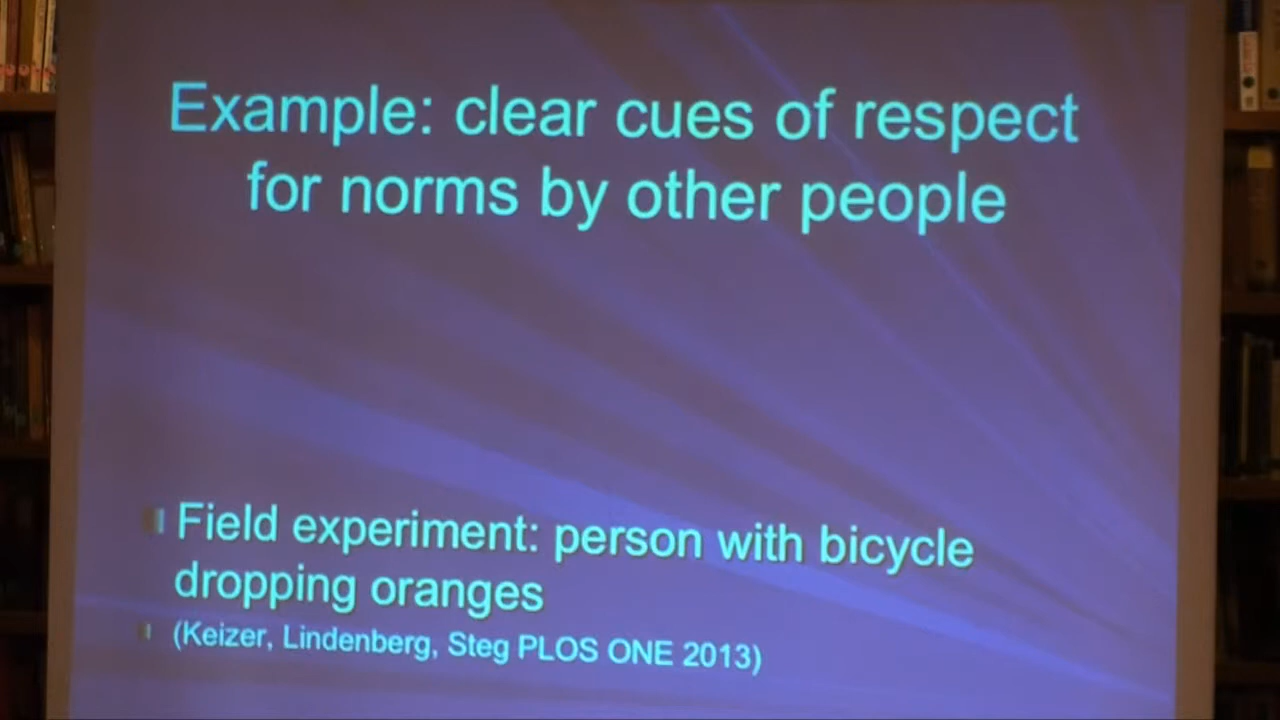 Example: clear cues of respect
for norms by other people
Field experiment: person with bicycle
dropping oranges
(Keizer, Lindenberg, Steg PLOS ONE 2013)